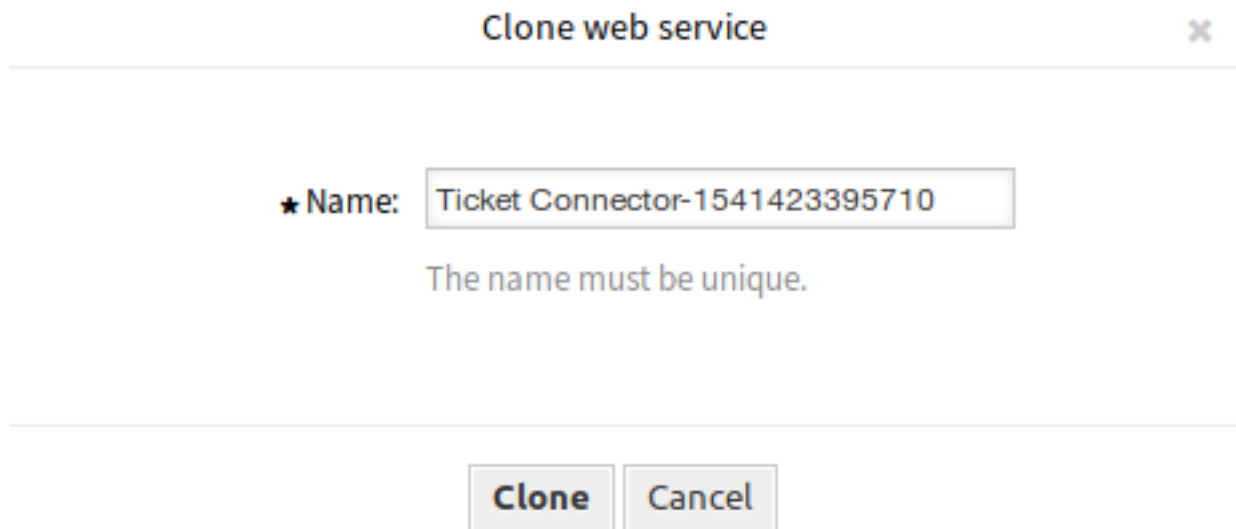 Clone web service
★ Name: Ticket Connector-1541423395710
The name must be unique.
Clone Cancel